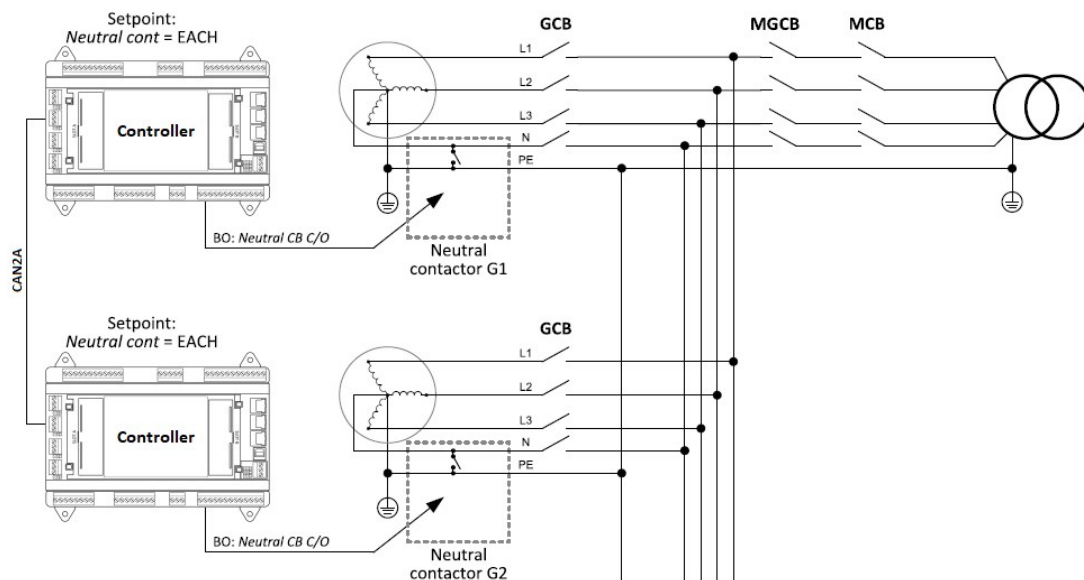 Setpoint:
Neutral cont = EACH
Controller
BO: Neutral CB C/O
CAN2A
GCB
MGCB
MCB
L1
L2
L3
N
PE
Neutral
contactor G1
Setpoint:
Neutral cont = EACH
Controller
BO: Neutral CB C/O
GCB
L1
L2
L3
N
PE
Neutral
contactor G2